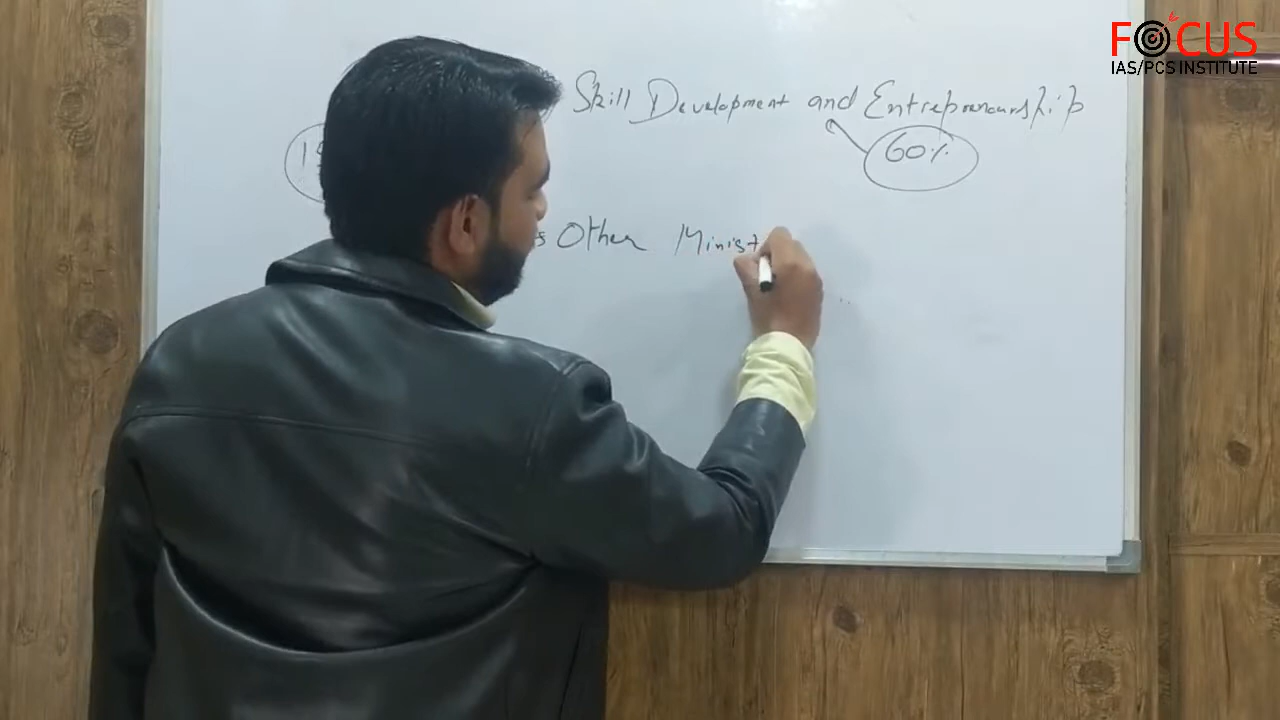 FOCUS
IAS/PCS INSTITUTE
Skill Development and Entrepreneurship
60%
Other Minist